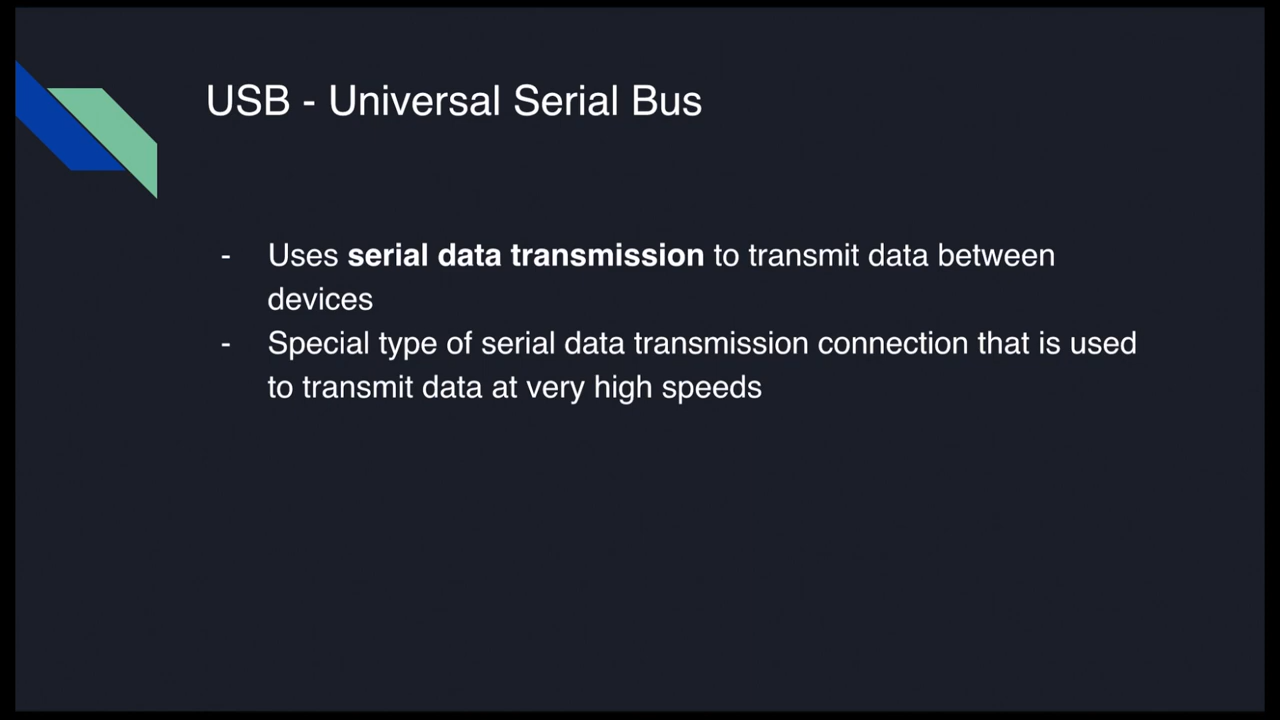 USB - Universal Serial Bus
- Uses serial data transmission to transmit data between
devices
- Special type of serial data transmission connection that is used
to transmit data at very high speeds